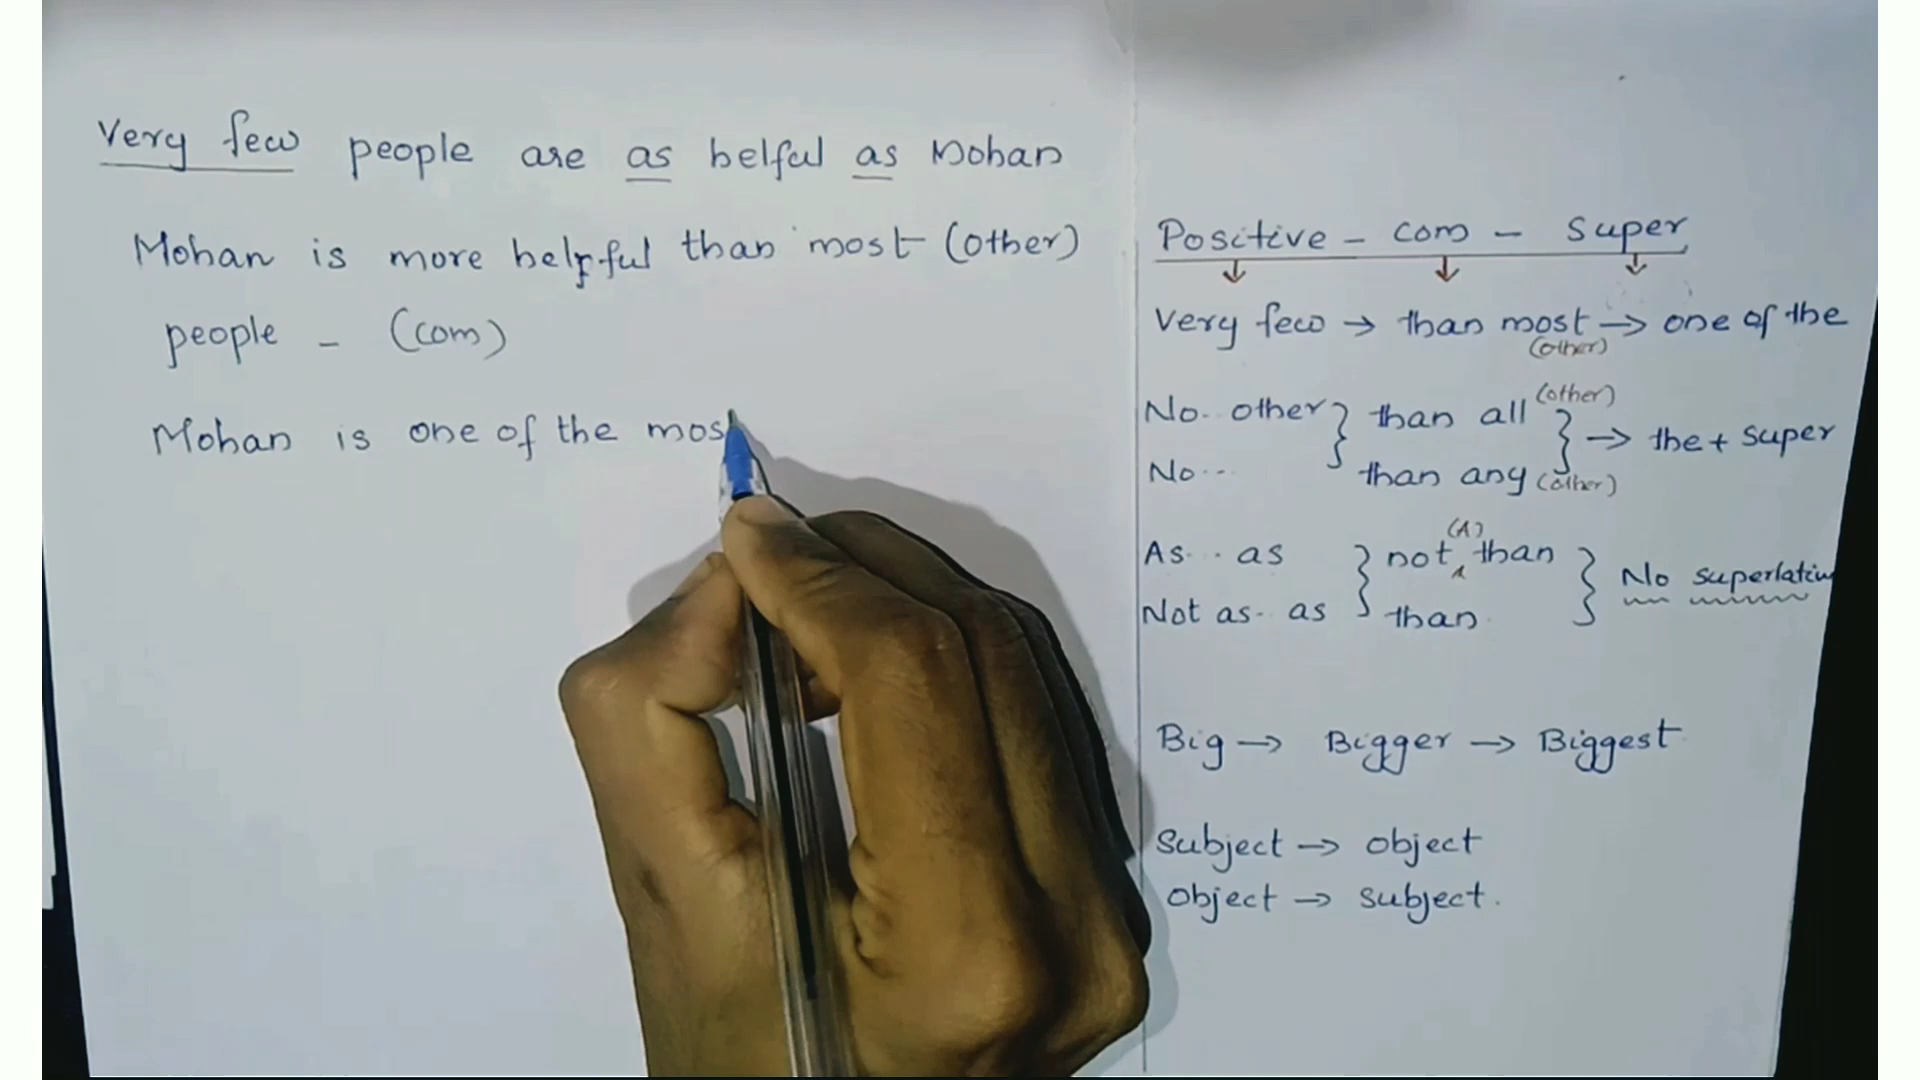 Very few people are as helful as Mohan
Mohan is more helpful than most (other)
people - (com)
Mohan is one of the most
Positive - com - Super
Very few → than most → one of the
(other)
No.. other } than all (other) } → the + Super
No... than any (other)
As... as } not (A) than } No superlative
Not as.. as than
Big → Bigger → Biggest
Subject → object
object → subject.